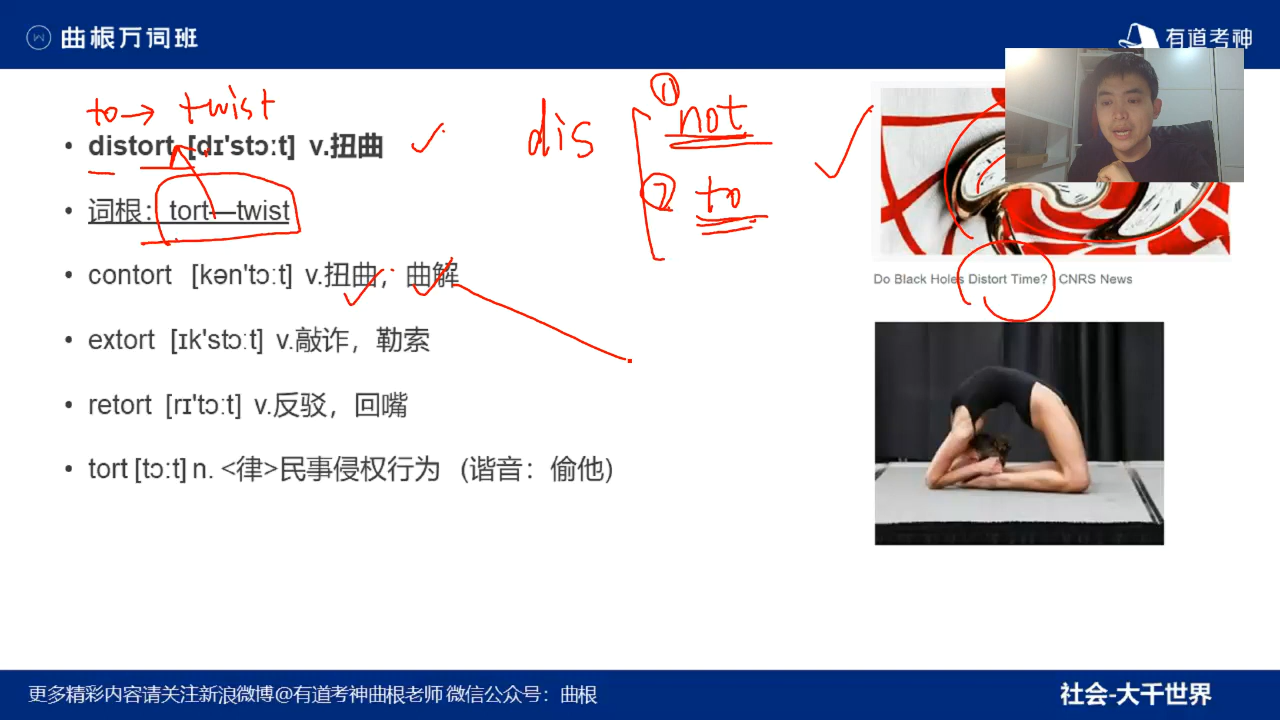 曲根万词班
有道考神
to → twist
• distort [dɪ'stɔːt] v.扭曲
dis
① not
② to
• 词根：tort—twist
• contort [kən'tɔːt] v.扭曲；曲解
Do Black Holes Distort Time? | CNRS News
• extort [ɪk'stɔːt] v.敲诈，勒索
• retort [rɪ'tɔːt] v.反驳，回嘴
• tort [tɔːt] n. <律>民事侵权行为 (谐音：偷他)
更多精彩内容请关注新浪微博@有道考神曲根老师 微信公众号：曲根
社会-大千世界